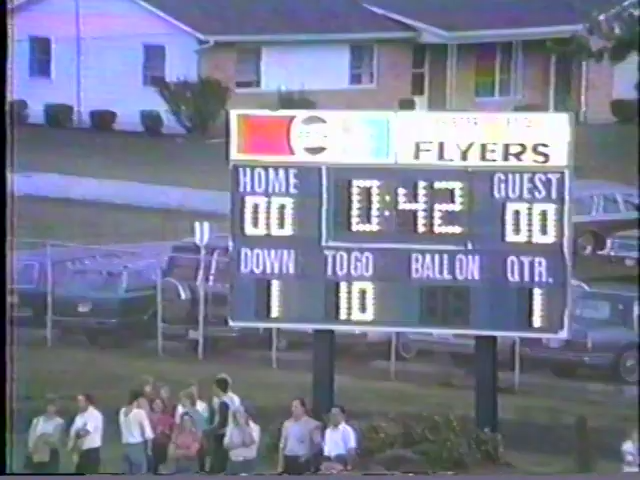 FLYERS
HOME
0:42
GUEST
00
00
DOWN
TO GO
BALL ON
QTR.
1
10
1